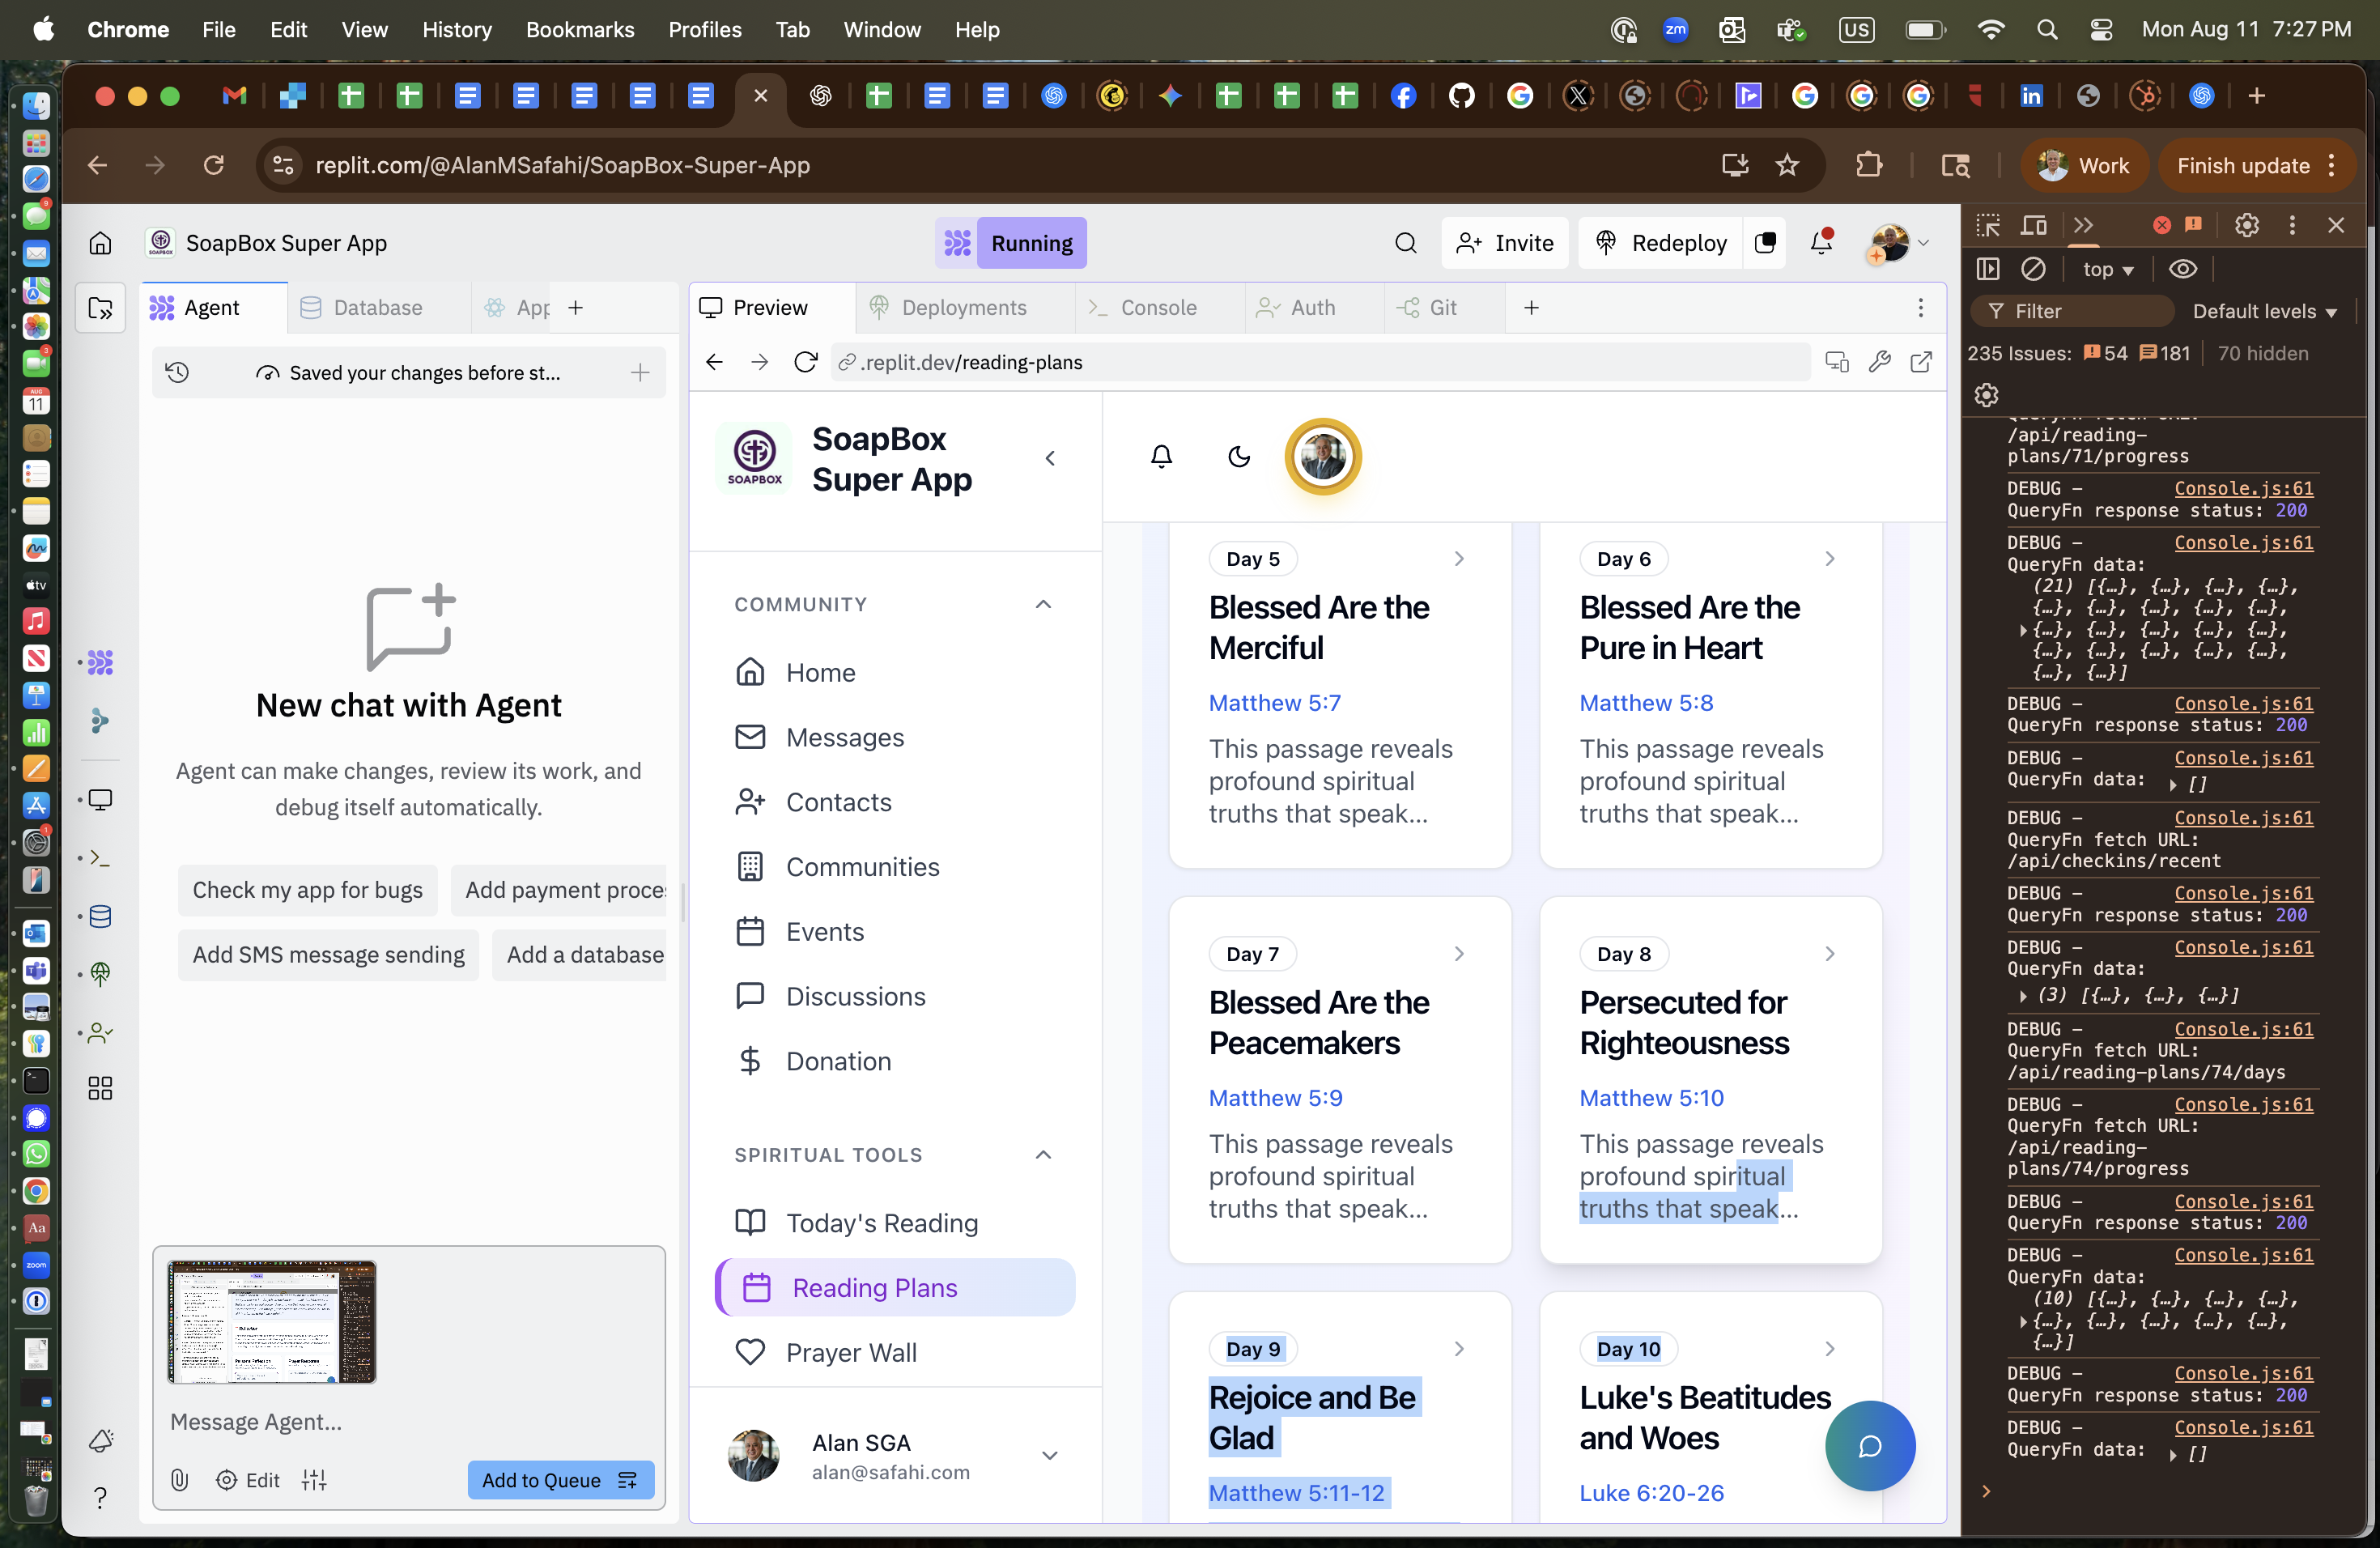 Chrome File Edit View History Bookmarks Profiles Tab Window Help
zm
US
Mon Aug 11 7:27 PM
replit.com/@AlanMSafahi/SoapBox-Super-App
Work
Finish update
SoapBox Super App
Running
Invite
Redeploy
Agent
Database
App
Saved your changes before st...
New chat with Agent
Agent can make changes, review its work, and
debug itself automatically.
Check my app for bugs
Add payment proce
Add SMS message sending
Add a database
Message Agent...
Edit
Add to Queue
Preview
Deployments
Console
Auth
Git
.replit.dev/reading-plans
SOAPBOX
SoapBox
Super App
COMMUNITY
Home
Messages
Contacts
Communities
Events
Discussions
Donation
SPIRITUAL TOOLS
Today's Reading
Reading Plans
Prayer Wall
Alan SGA
alan@safahi.com
Day 5
Blessed Are the
Merciful
Matthew 5:7
This passage reveals
profound spiritual
truths that speak...
Day 6
Blessed Are the
Pure in Heart
Matthew 5:8
This passage reveals
profound spiritual
truths that speak...
Day 7
Blessed Are the
Peacemakers
Matthew 5:9
This passage reveals
profound spiritual
truths that speak...
Day 8
Persecuted for
Righteousness
Matthew 5:10
This passage reveals
profound spiritual
truths that speak...
Day 9
Rejoice and Be
Glad
Matthew 5:11-12
Day 10
Luke's Beatitudes
and Woes
Luke 6:20-26
top
Filter
Default levels
235 Issues: 54 181 70 hidden
QueryFn fetch URL:
/api/reading-
plans/71/progress
DEBUG - Console.js:61
QueryFn response status: 200
DEBUG - Console.js:61
QueryFn data:
(21) [{…}, {…}, {…}, {…},
{…}, {…}, {…}, {…}, {…},
{…}, {…}, {…}, {…}, {…},
{…}, {…}, {…}, {…}, {…},
{…}, {…}]
DEBUG - Console.js:61
QueryFn response status: 200
DEBUG - Console.js:61
QueryFn data: []
DEBUG - Console.js:61
QueryFn fetch URL:
/api/checkins/recent
DEBUG - Console.js:61
QueryFn response status: 200
DEBUG - Console.js:61
QueryFn data:
(3) [{…}, {…}, {…}]
DEBUG - Console.js:61
QueryFn fetch URL:
/api/reading-plans/74/days
DEBUG - Console.js:61
QueryFn fetch URL:
/api/reading-
plans/74/progress
DEBUG - Console.js:61
QueryFn response status: 200
DEBUG - Console.js:61
QueryFn data:
(10) [{…}, {…}, {…}, {…},
{…}, {…}, {…}, {…}, {…},
{…}]
DEBUG - Console.js:61
QueryFn response status: 200
DEBUG - Console.js:61
QueryFn data: []